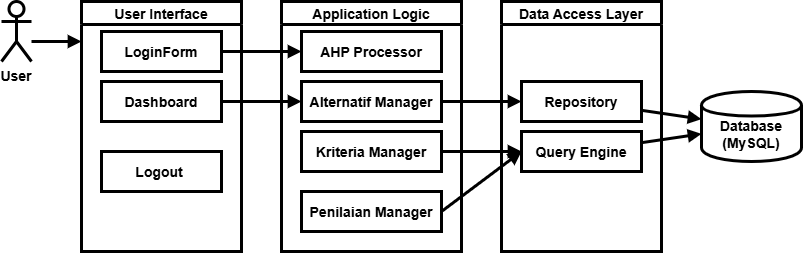 User Interface
Application Logic
Data Access Layer
LoginForm
AHP Processor
User
Dashboard
Alternatif Manager
Repository
Database
(MySQL)
Kriteria Manager
Query Engine
Logout
Penilaian Manager